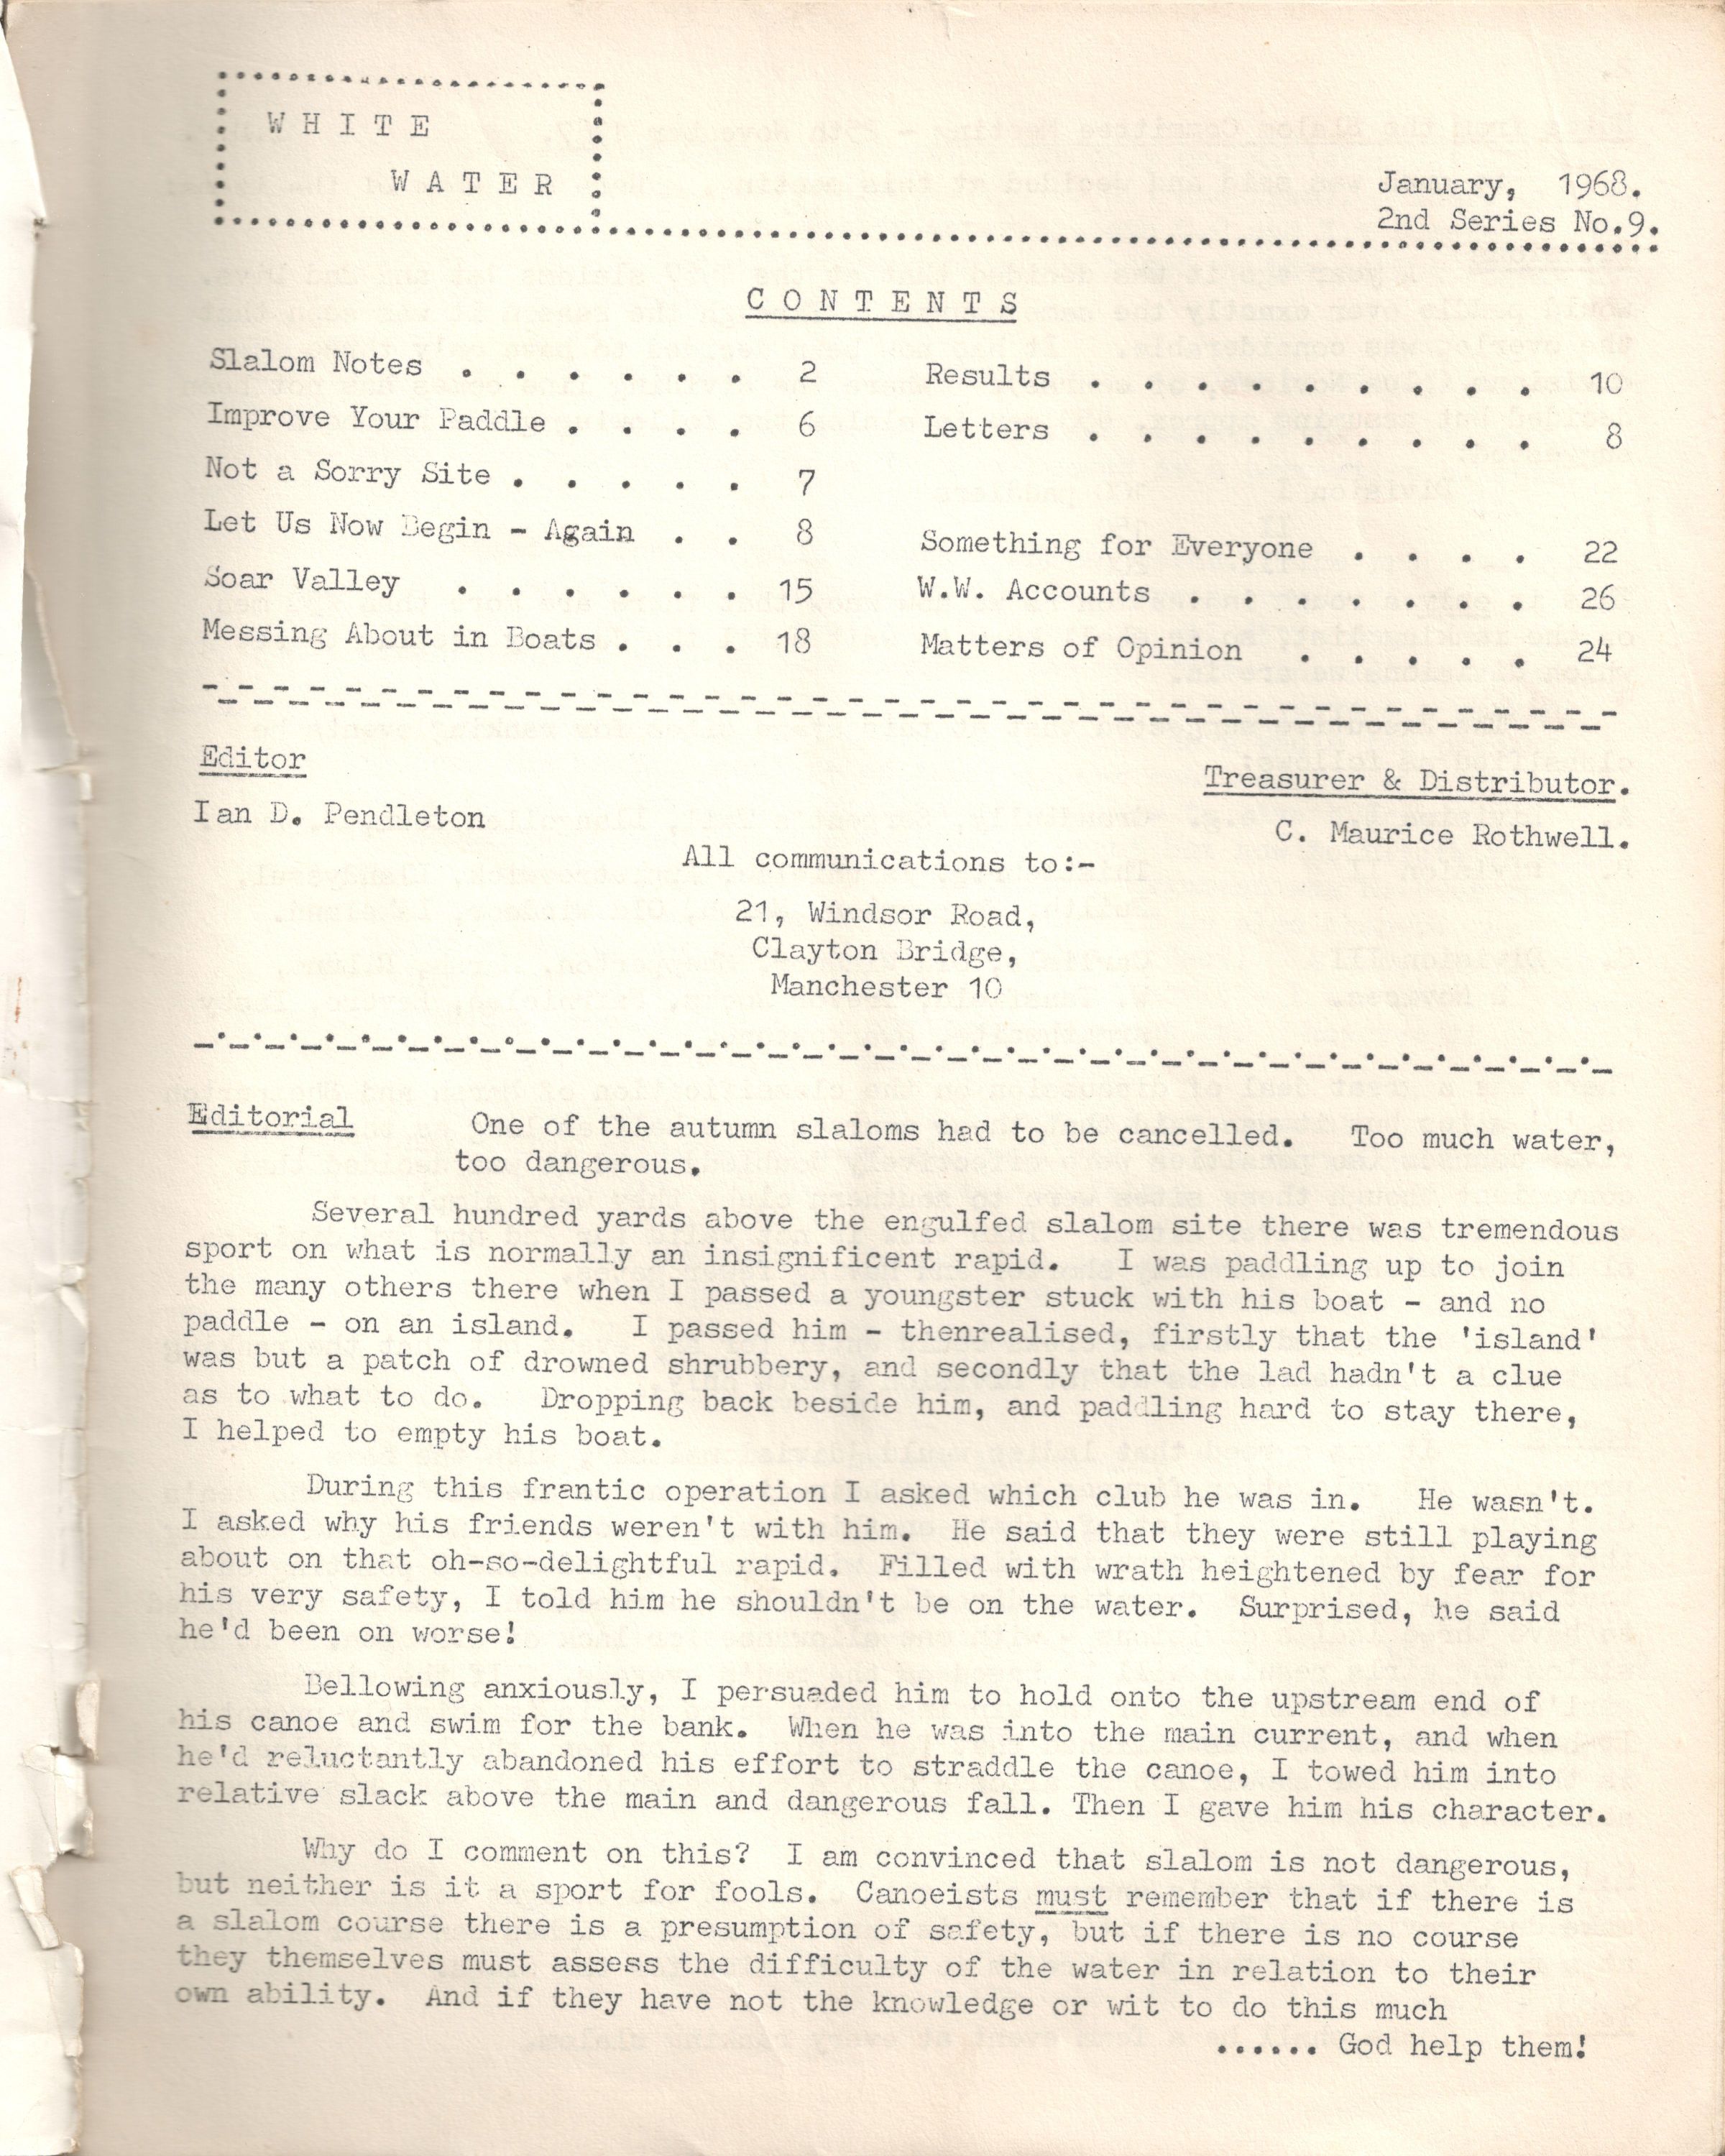 WHITE
WATER
January, 1968.
2nd Series No.9.
CONTENTS
Slalom Notes . . . . . . 2
Improve Your Paddle . . . . 6
Not a Sorry Site . . . . . 7
Let Us Now Begin - Again . . 8
Soar Valley . . . . . . 15
Messing About in Boats . . . 18
Results . . . . . . . . . 10
Letters . . . . . . . . . 8
Something for Everyone . . . . 22
W.W. Accounts . . . . . . . 26
Matters of Opinion . . . . . 24
Editor
Ian D. Pendleton
Treasurer & Distributor.
C. Maurice Rothwell.
All communications to:-
21, Windsor Road,
Clayton Bridge,
Manchester 10
Editorial One of the autumn slaloms had to be cancelled. Too much water,
too dangerous.
Several hundred yards above the engulfed slalom site there was tremendous
sport on what is normally an insignificent rapid. I was paddling up to join
the many others there when I passed a youngster stuck with his boat - and no
paddle - on an island. I passed him - thenrealised, firstly that the 'island'
was but a patch of drowned shrubbery, and secondly that the lad hadn't a clue
as to what to do. Dropping back beside him, and paddling hard to stay there,
I helped to empty his boat.
During this frantic operation I asked which club he was in. He wasn't.
I asked why his friends weren't with him. He said that they were still playing
about on that oh-so-delightful rapid. Filled with wrath heightened by fear for
his very safety, I told him he shouldn't be on the water. Surprised, he said
he'd been on worse!
Bellowing anxiously, I persuaded him to hold onto the upstream end of
his canoe and swim for the bank. When he was into the main current, and when
he'd reluctantly abandoned his effort to straddle the canoe, I towed him into
relative slack above the main and dangerous fall. Then I gave him his character.
Why do I comment on this? I am convinced that slalom is not dangerous,
but neither is it a sport for fools. Canoeists must remember that if there is
a slalom course there is a presumption of safety, but if there is no course
they themselves must assess the difficulty of the water in relation to their
own ability. And if they have not the knowledge or wit to do this much
...... God help them!